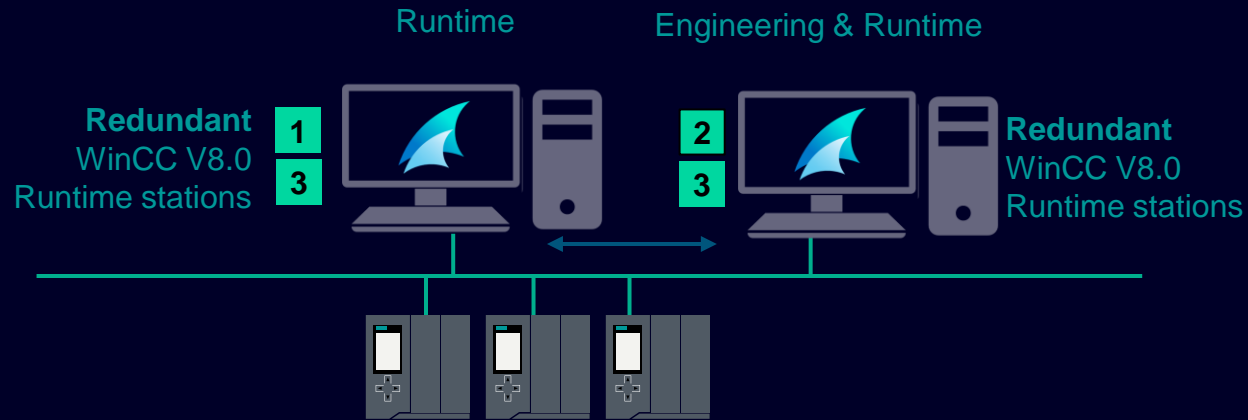 Runtime
Engineering & Runtime
Redundant
WinCC V8.0
Runtime stations
1
3
2
3
Redundant
WinCC V8.0
Runtime stations